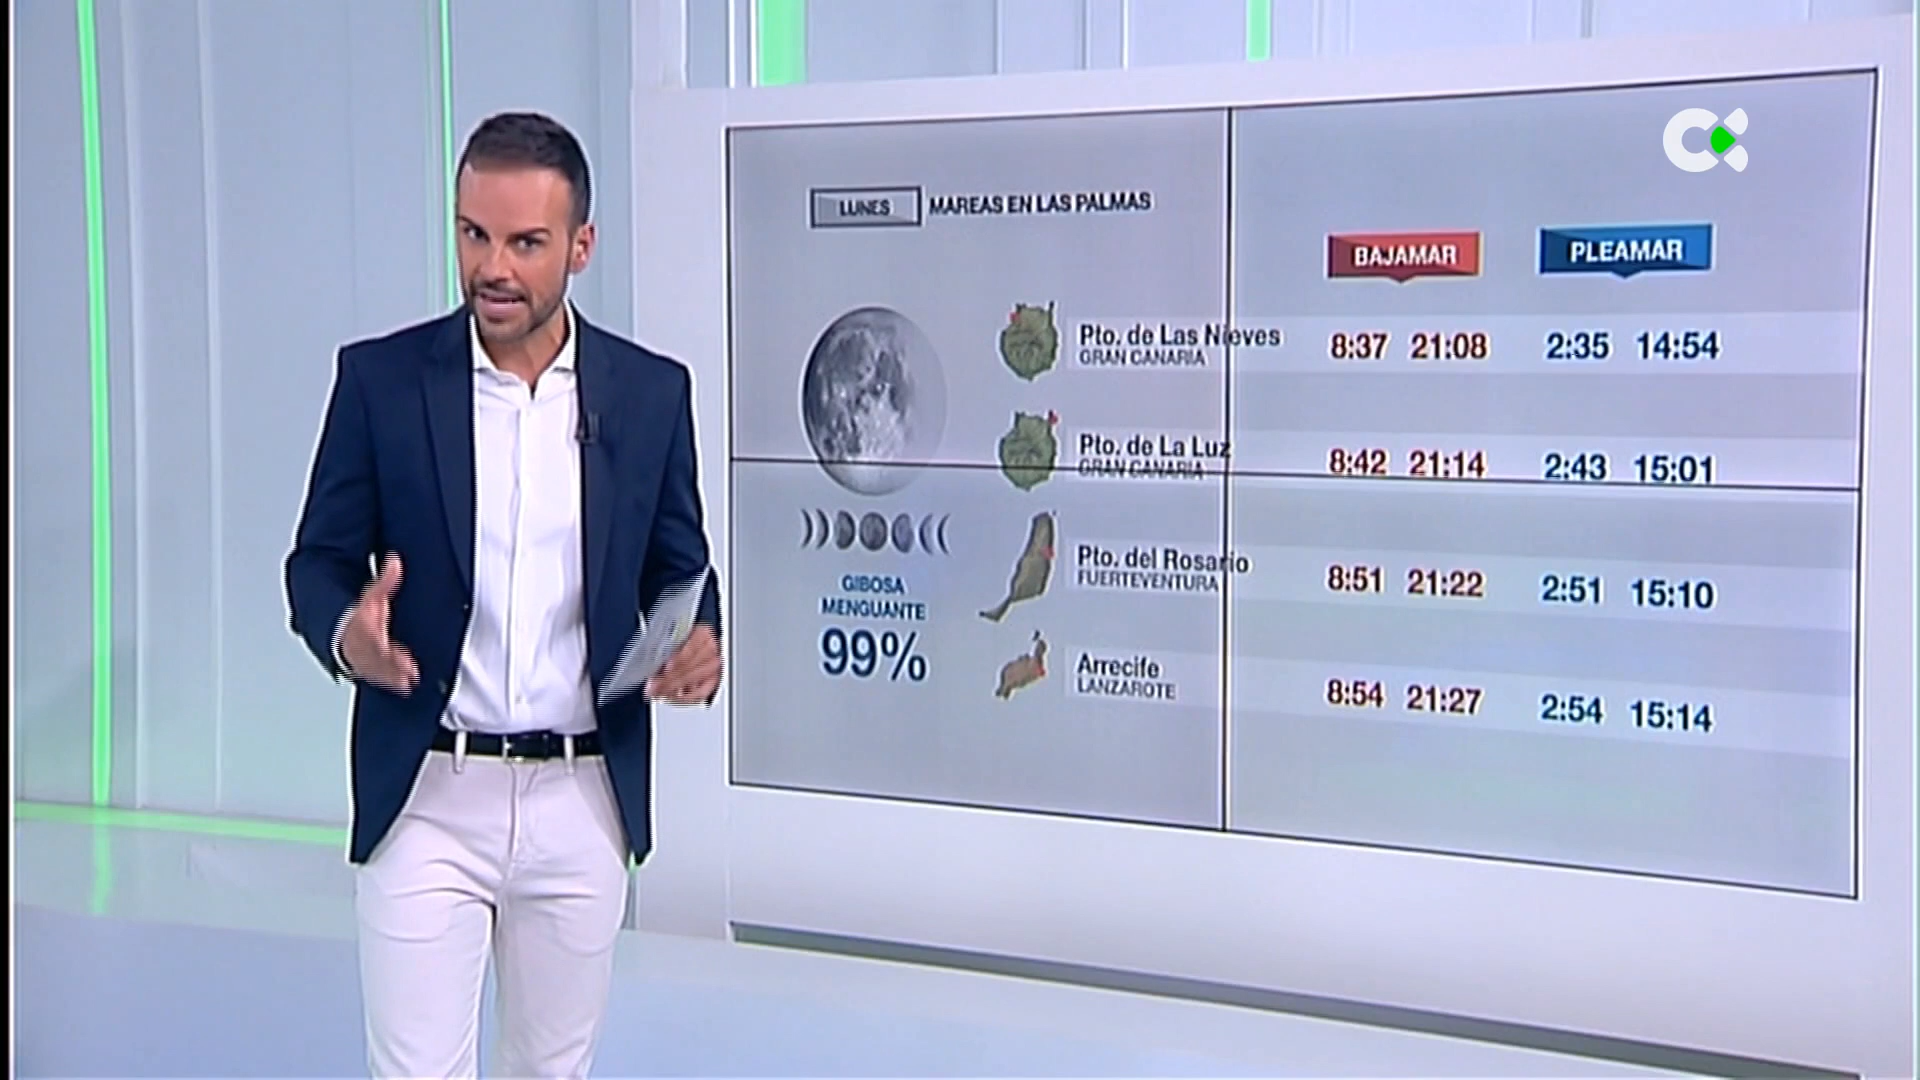 LUNES MAREAS EN LAS PALMAS
BAJAMAR PLEAMAR
Pto. de Las Nieves 8:37 21:08 2:35 14:54
GRAN CANARIA
Pto. de La Luz 8:42 21:14 2:43 15:01
GRAN CANARIA
Pto. del Rosario 8:51 21:22 2:51 15:10
FUERTEVENTURA
Arrecife 8:54 21:27 2:54 15:14
LANZAROTE
GIBOSA
MENGUANTE
99%